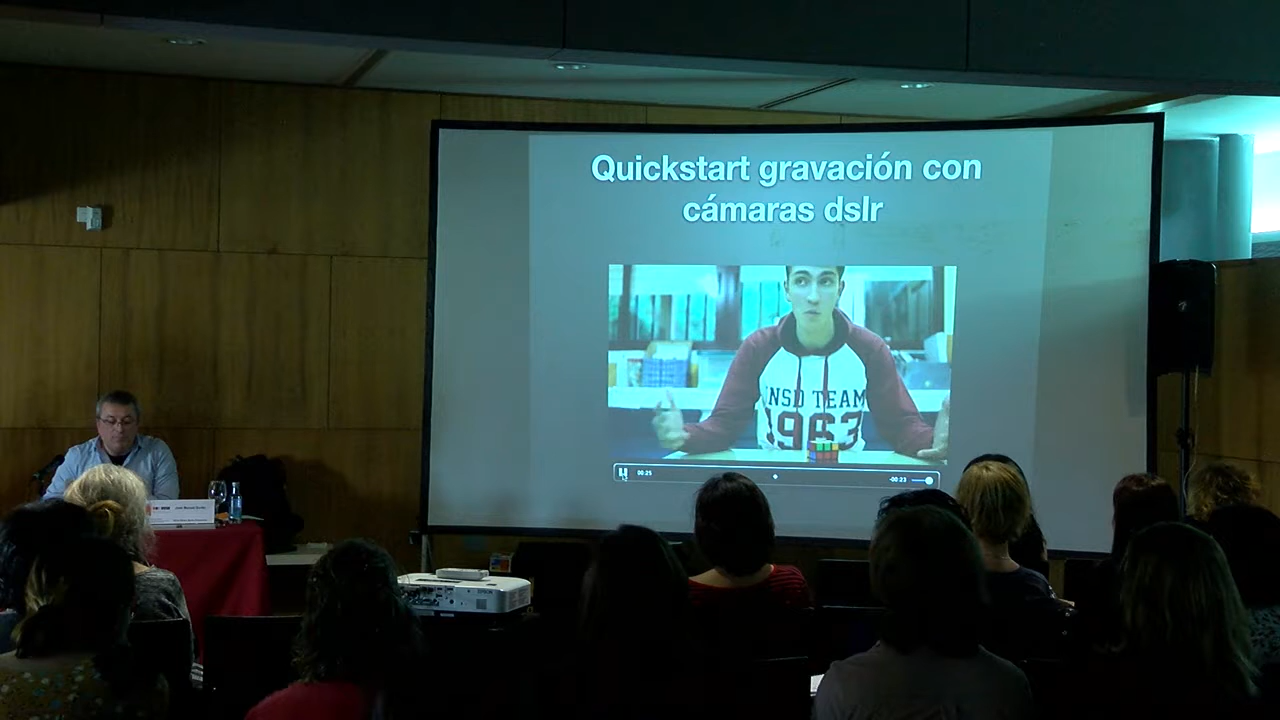 Quickstart gravación con
cámaras dslr
NSD TEAM
1963
00:25
-00:23